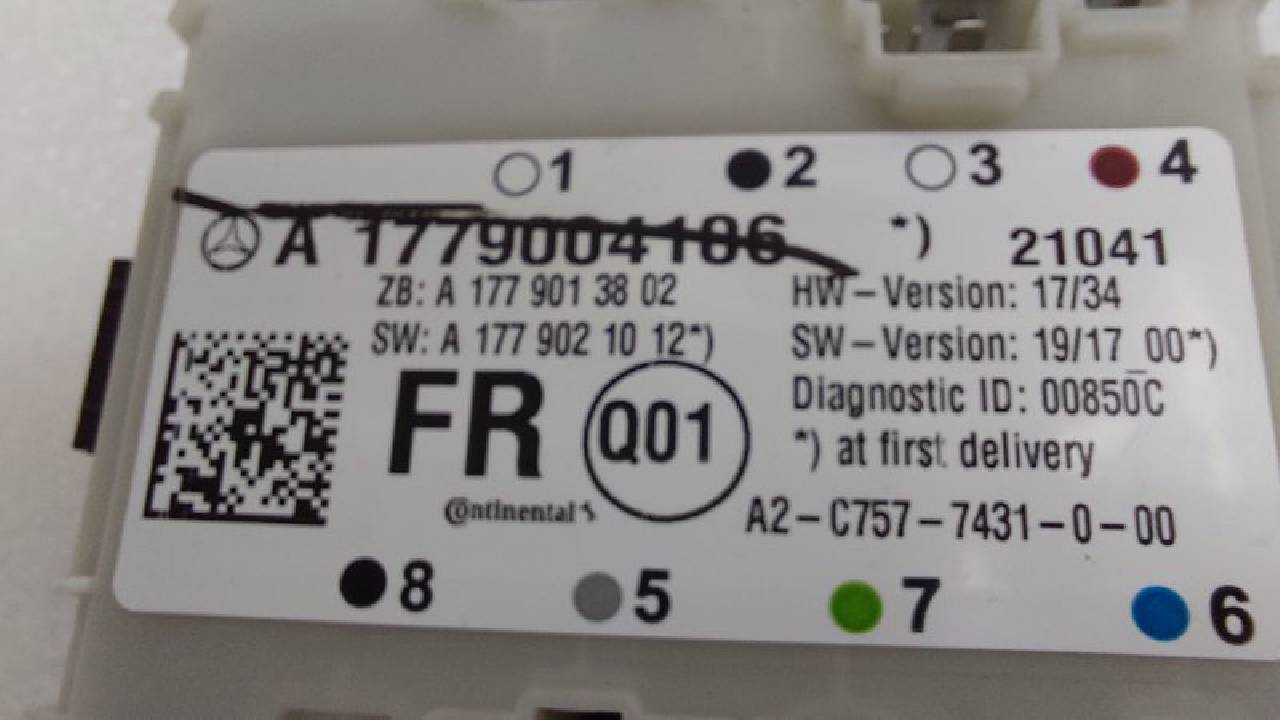 1 2 3 4
A 1779004106 *) 21041
ZB: A 177 901 38 02 HW-Version: 17/34
SW: A 177 902 10 12*) SW-Version: 19/17_00*)
FR Q01 Diagnostic ID: 00850C
*) at first delivery
Continental A2-C757-7431-0-00
8 5 7 6